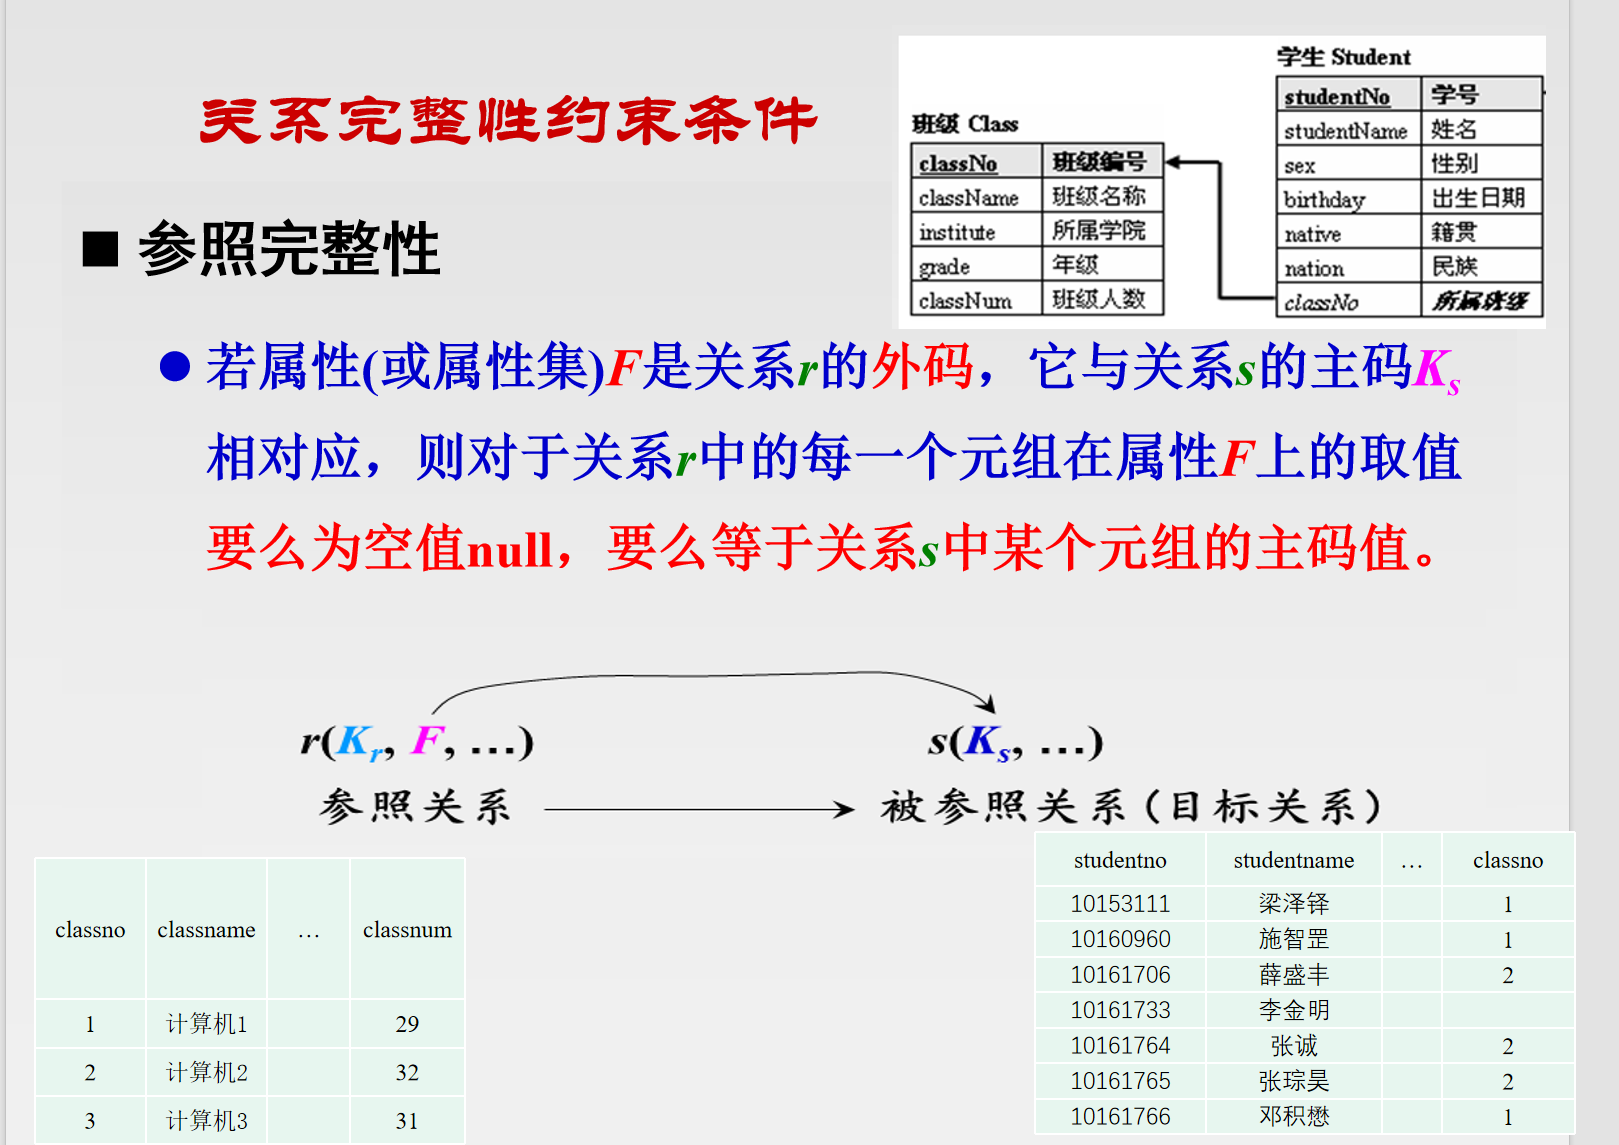 关系完整性约束条件
学生 Student
studentNo 学号
studentName 姓名
sex 性别
birthday 出生日期
native 籍贯
nation 民族
classNo 所属班级
班级 Class
classNo 班级编号
className 班级名称
institute 所属学院
grade 年级
classNum 班级人数
■ 参照完整性
● 若属性(或属性集)F是关系r的外码，它与关系s的主码Ks
相对应，则对于关系r中的每一个元组在属性F上的取值
要么为空值null，要么等于关系s中某个元组的主码值。
r(Kr, F, …) s(Ks, …)
参照关系 被参照关系(目标关系)
classno classname … classnum
1 计算机1 29
2 计算机2 32
3 计算机3 31
studentno studentname … classno
10153111 梁泽铎 1
10160960 施智罡 1
10161706 薛盛丰 2
10161733 李金明
10161764 张诚 2
10161765 张琮昊 2
10161766 邓积懋 1